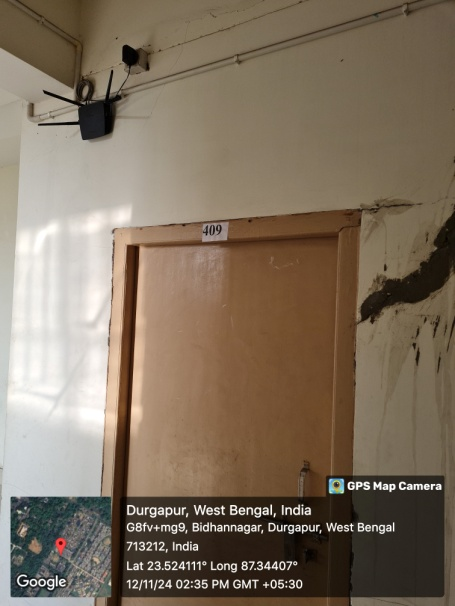 409
GPS Map Camera
Durgapur, West Bengal, India
G8fv+mg9, Bidhannagar, Durgapur, West Bengal
713212, India
Lat 23.524111° Long 87.34407°
12/11/24 02:35 PM GMT +05:30
Google